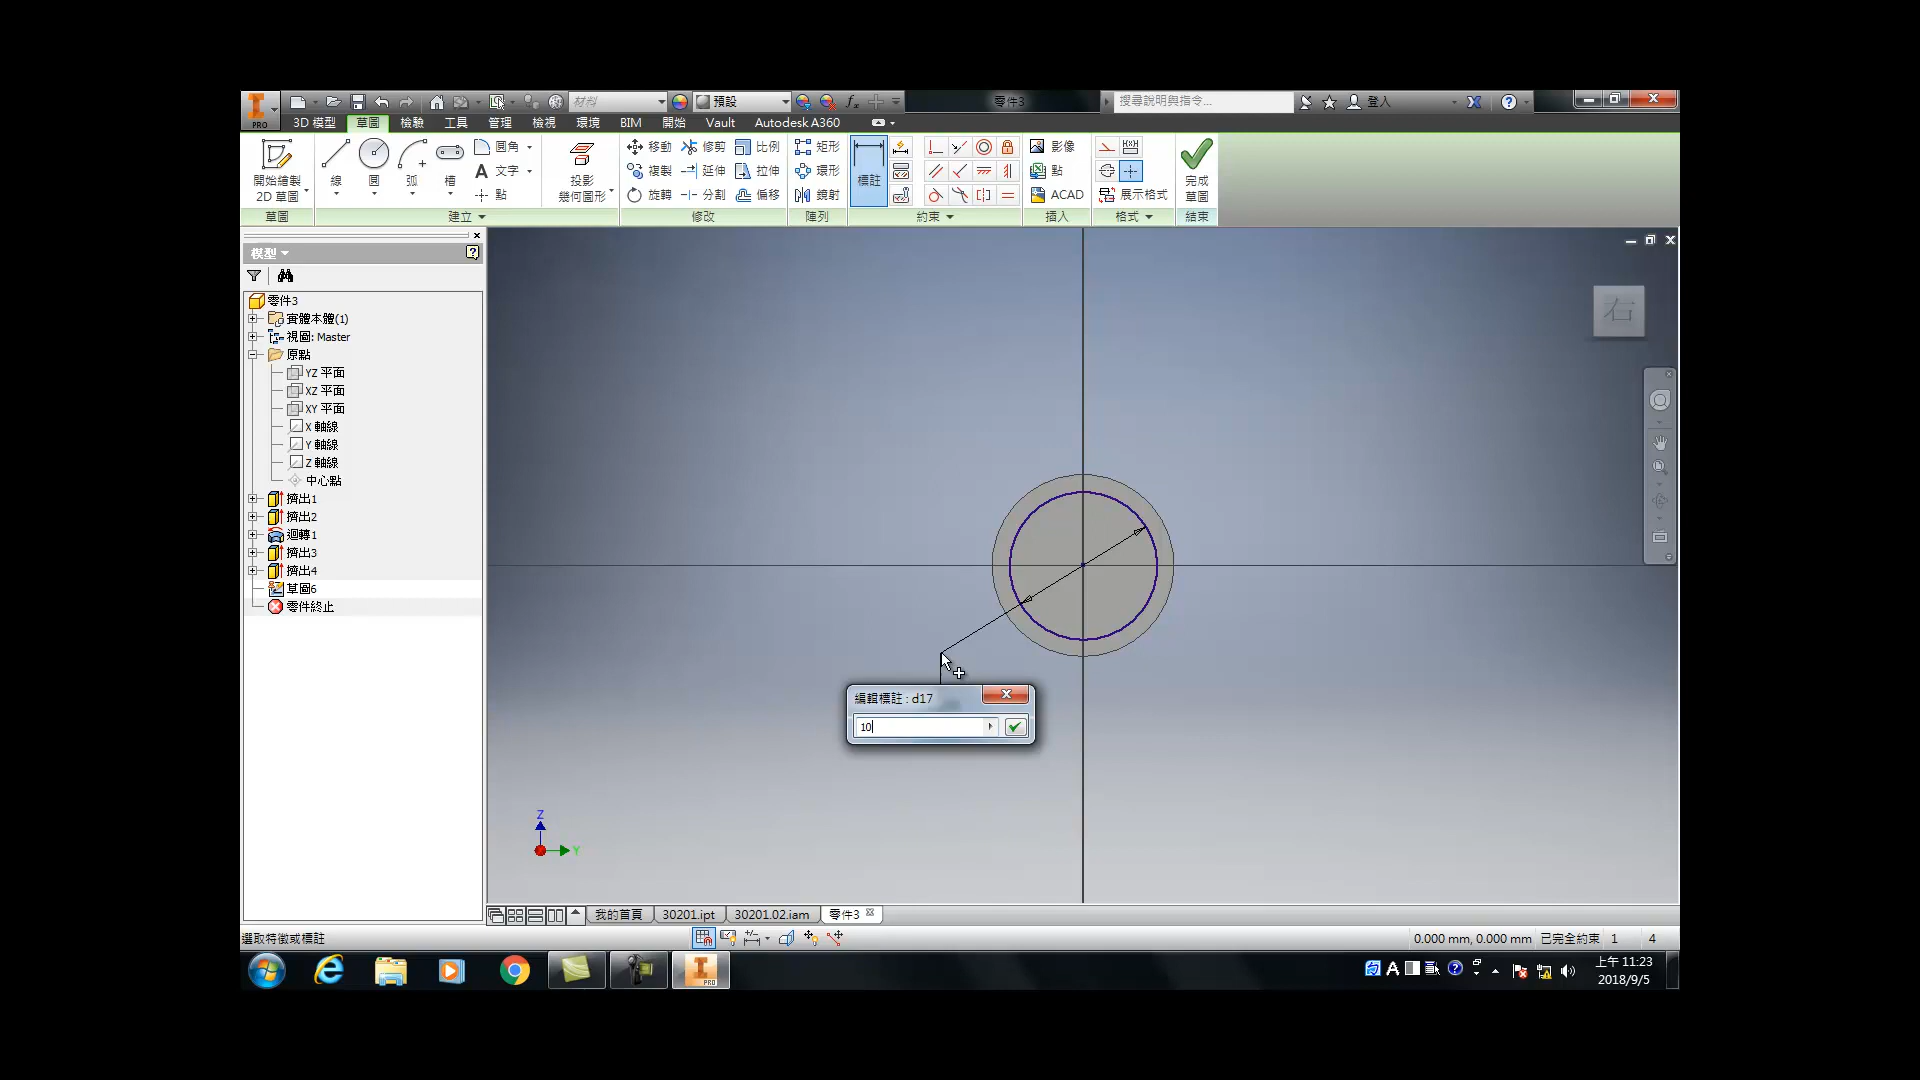 PRO
材料
預設
零件3
搜尋說明與指令...
登入
3D 模型
草圖
檢驗
工具
管理
檢視
環境
BIM
開始
Vault
Autodesk A360
開始繪製
2D 草圖
線
圓
弧
槽
圓角
文字
點
投影
幾何圖形
移動
修剪
比例
複製
延伸
拉伸
旋轉
分割
偏移
矩形
環形
鏡射
標註
影像
點
ACAD
展示格式
完成
草圖
草圖
建立
修改
陣列
約束
插入
格式
結束
模型
零件3
實體本體(1)
視圖: Master
原點
YZ 平面
XZ 平面
XY 平面
X 軸線
Y 軸線
Z 軸線
中心點
擠出1
擠出2
迴轉1
擠出3
擠出4
草圖6
零件終止
右
編輯標註 : d17
10
Z
Y
我的首頁
30201.ipt
30201.02.iam
零件3
選取特徵或標註
0.000 mm, 0.000 mm
已完全約束
1
4
PRO
A
上午 11:23
2018/9/5